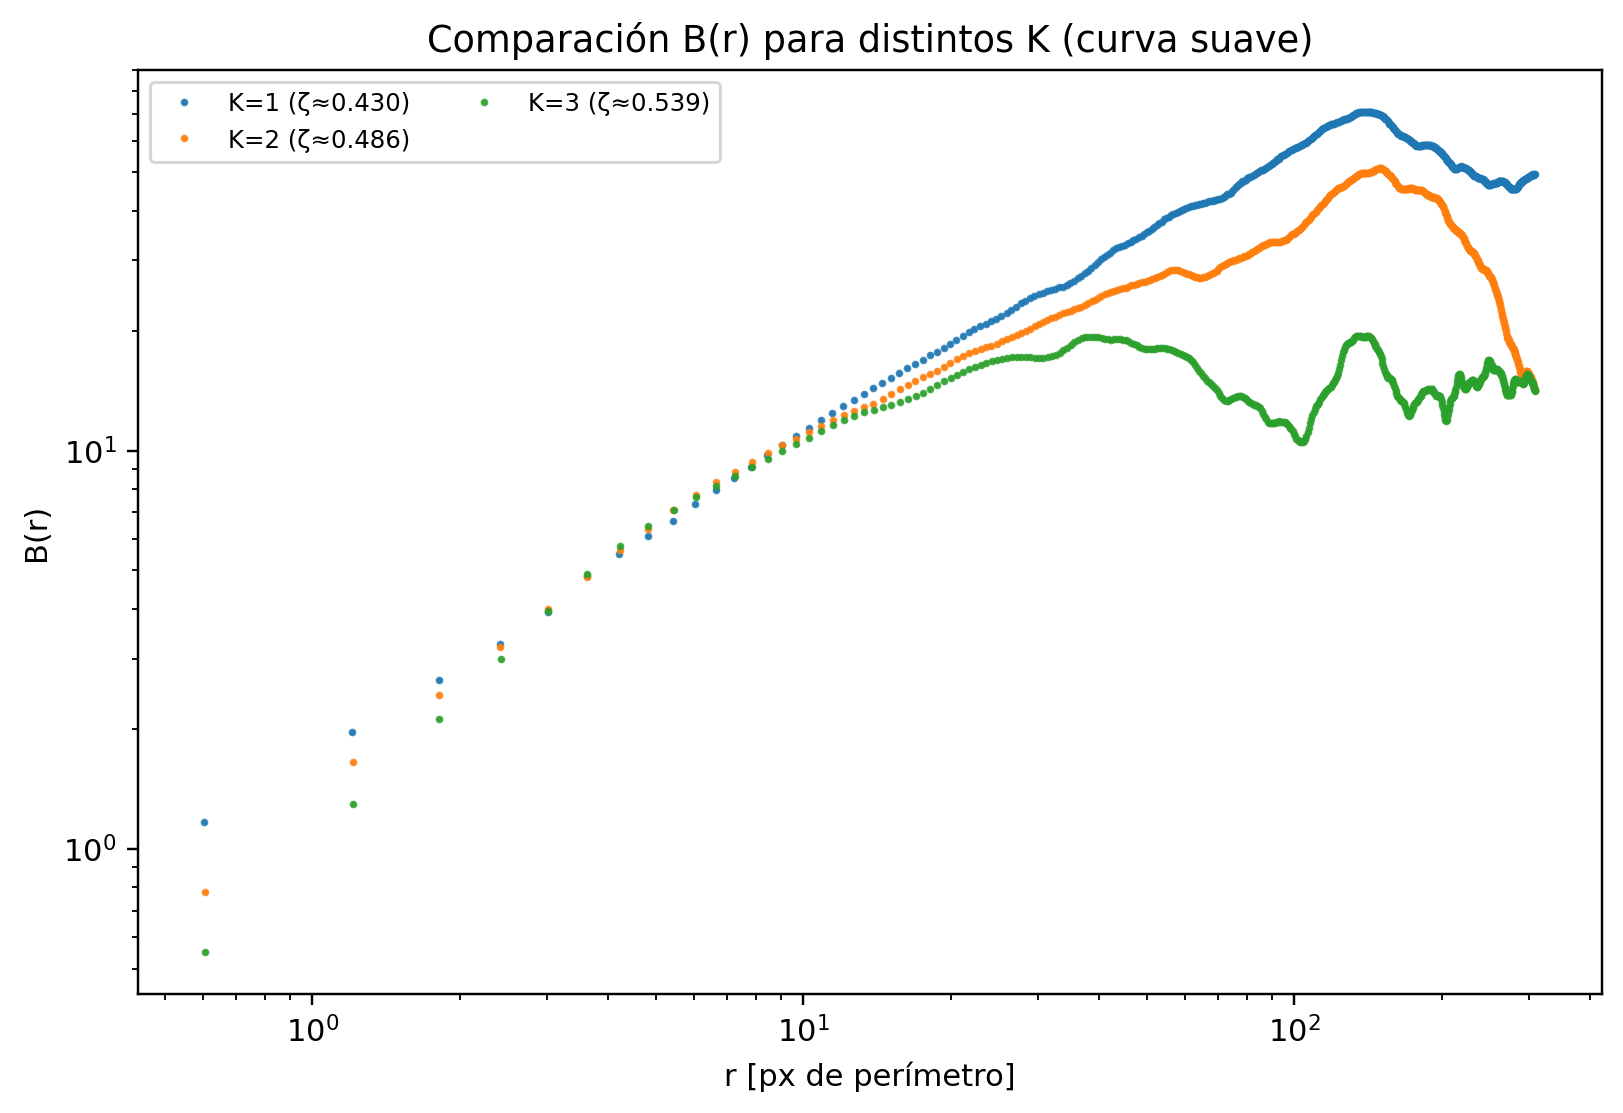 Comparación B(r) para distintos K (curva suave)
K=1 (ζ≈0.430)
K=2 (ζ≈0.486)
K=3 (ζ≈0.539)
B(r)
10¹
10⁰
10⁰
10¹
10²
r [px de perímetro]